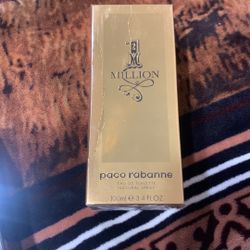 1
MILLION
paco rabanne
EAU DE TOILETTE
NATURAL SPRAY
100ml e 3.4 FL.OZ.